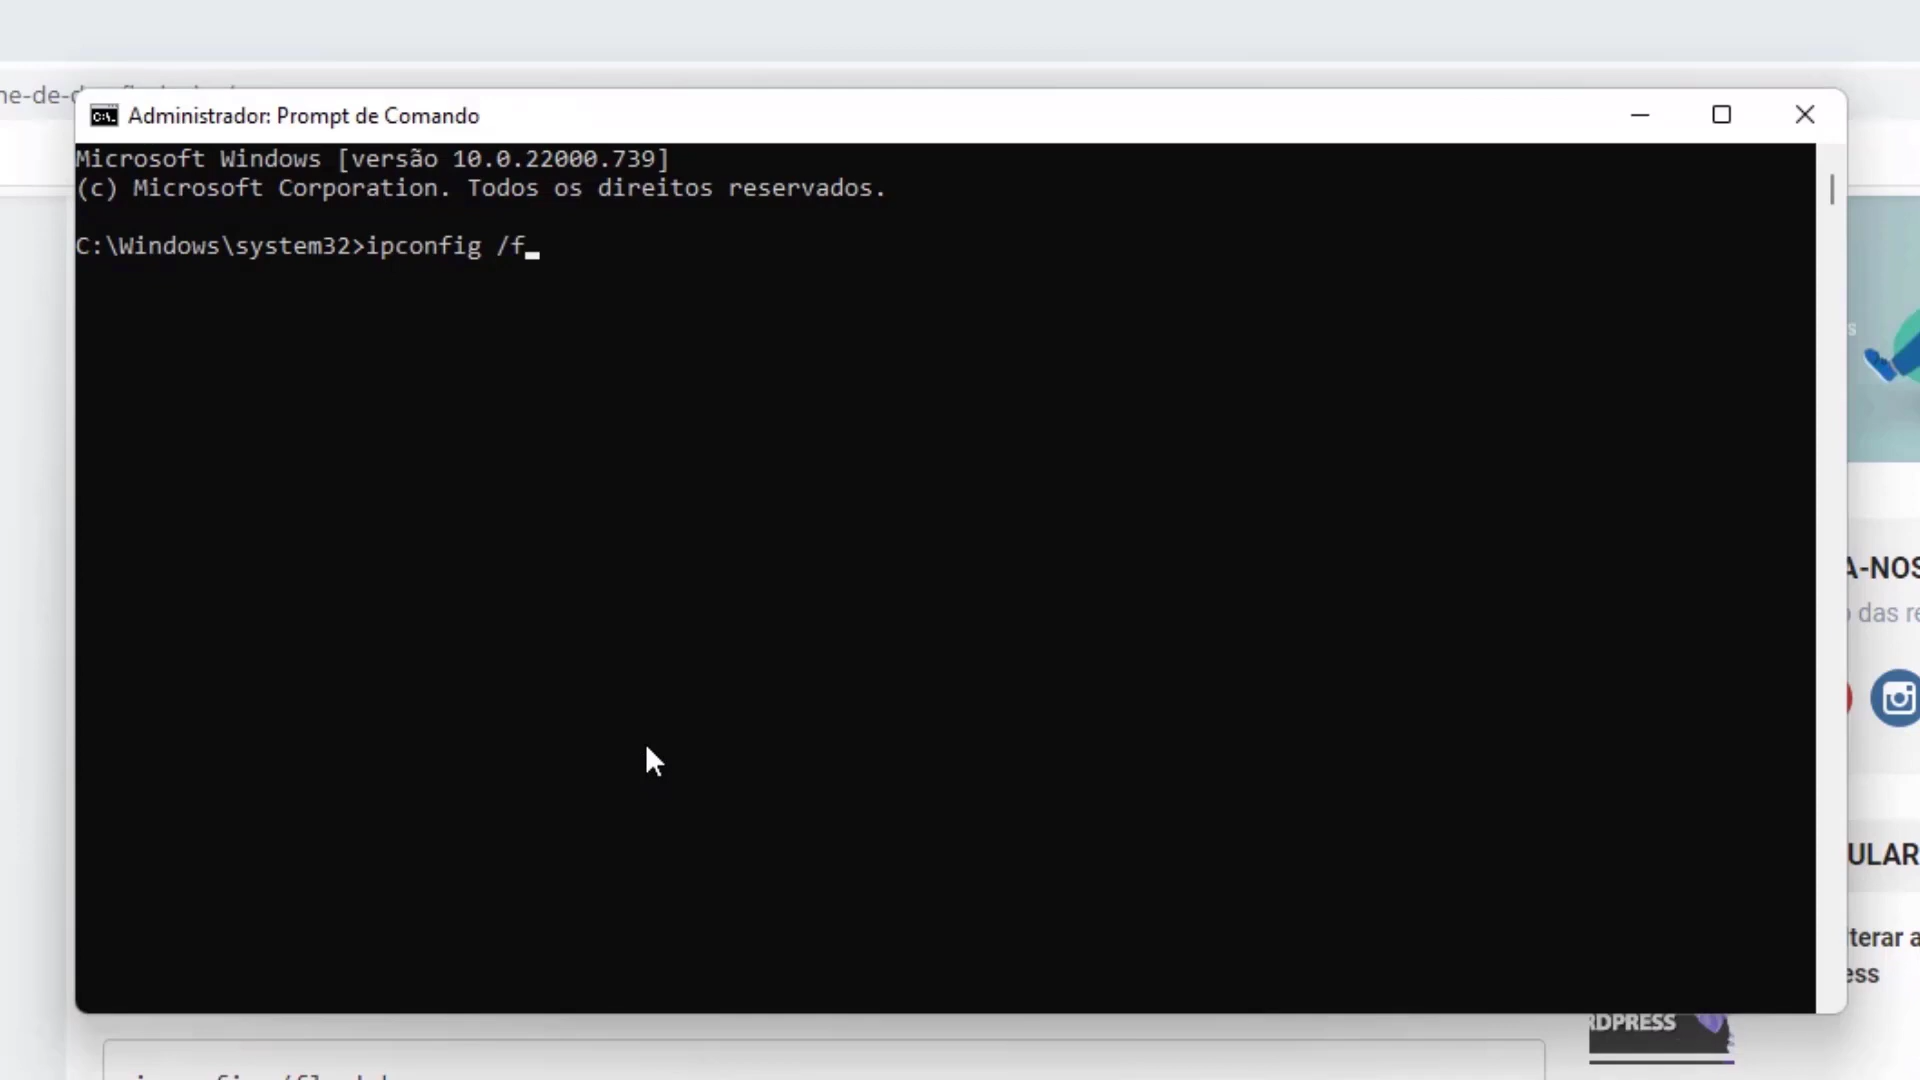 Administrador: Prompt de Comando
Microsoft Windows [versão 10.0.22000.739]
(c) Microsoft Corporation. Todos os direitos reservados.
C:\Windows\system32>ipconfig /f
A-NOS
das re
ULAR
lterar a
ess
RDPRESS